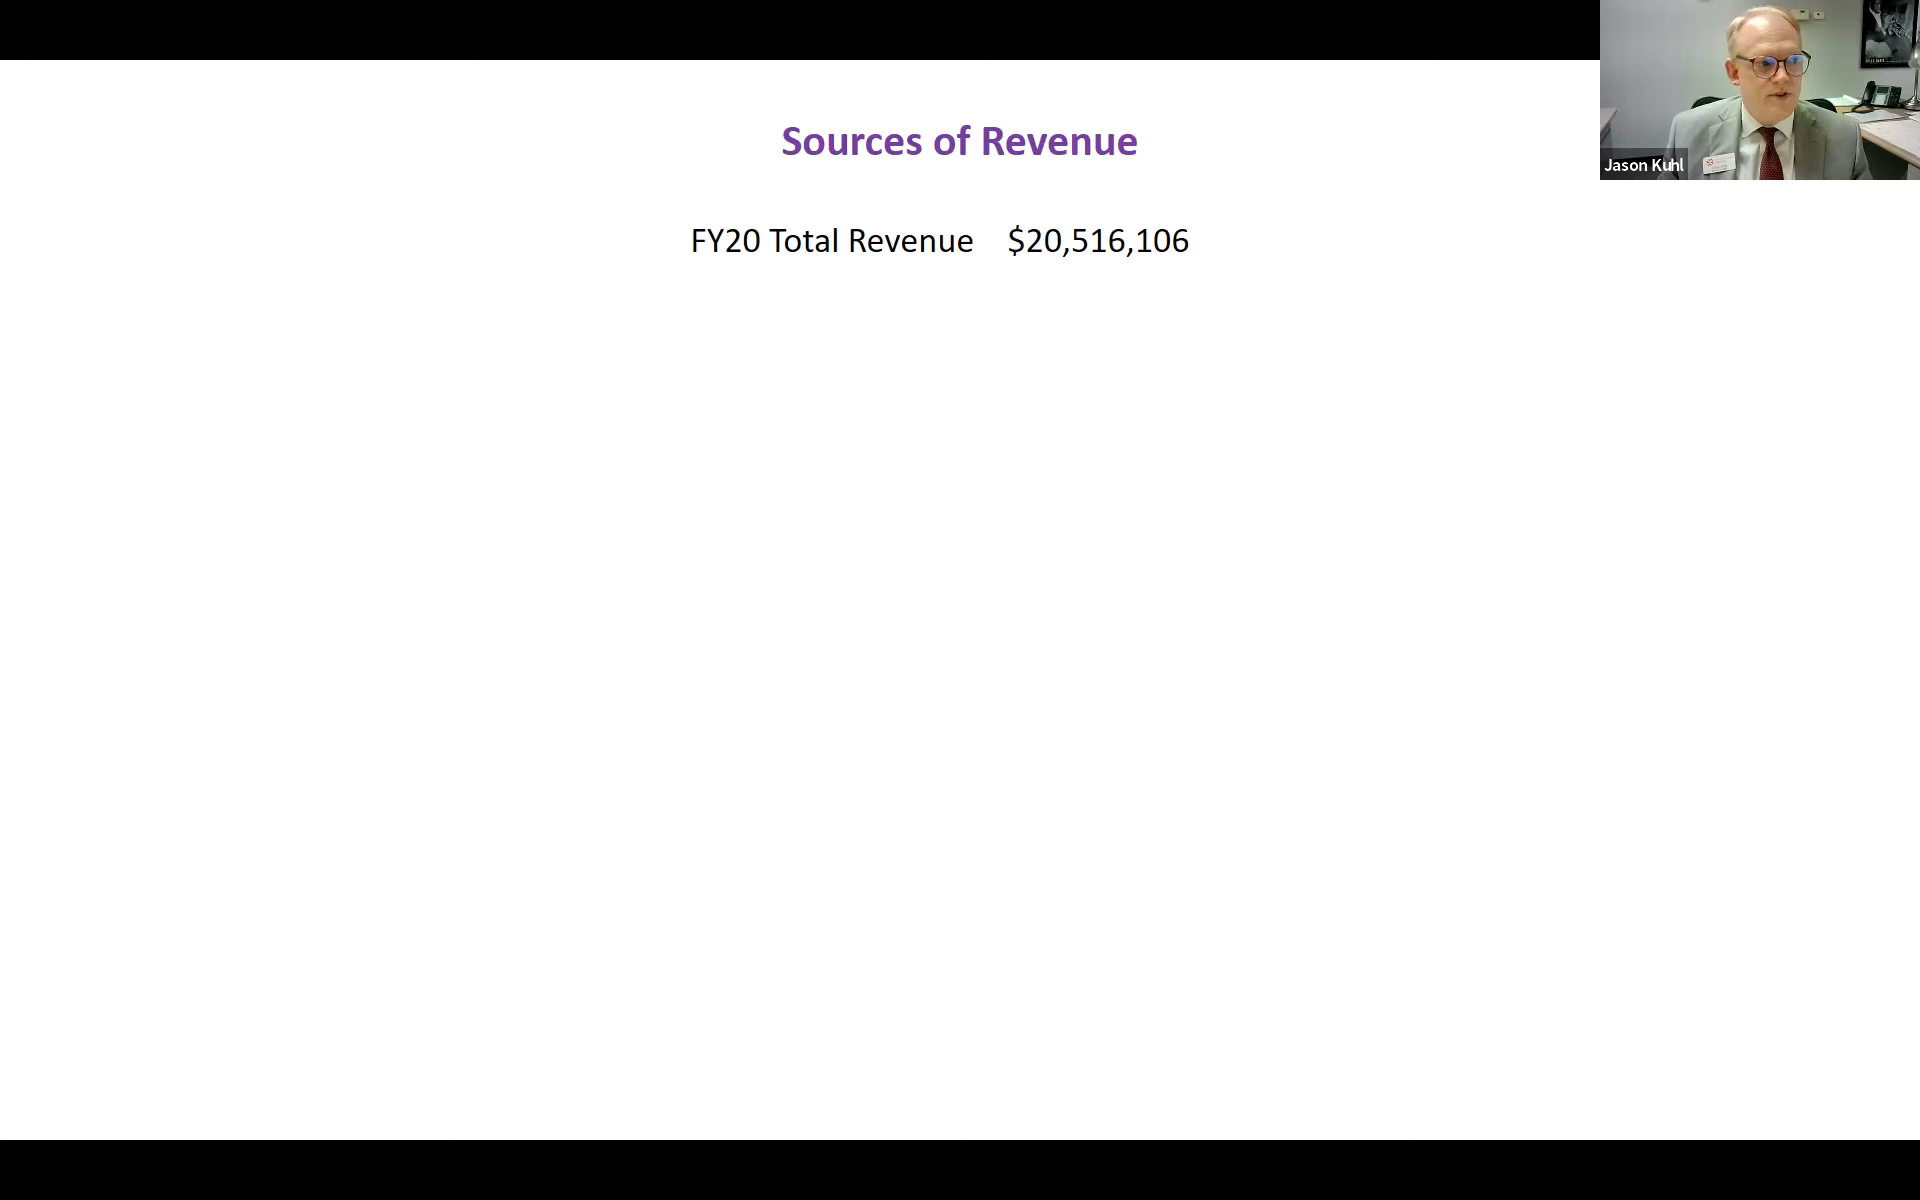 Sources of Revenue
FY20 Total Revenue $20,516,106
Jason Kuhl